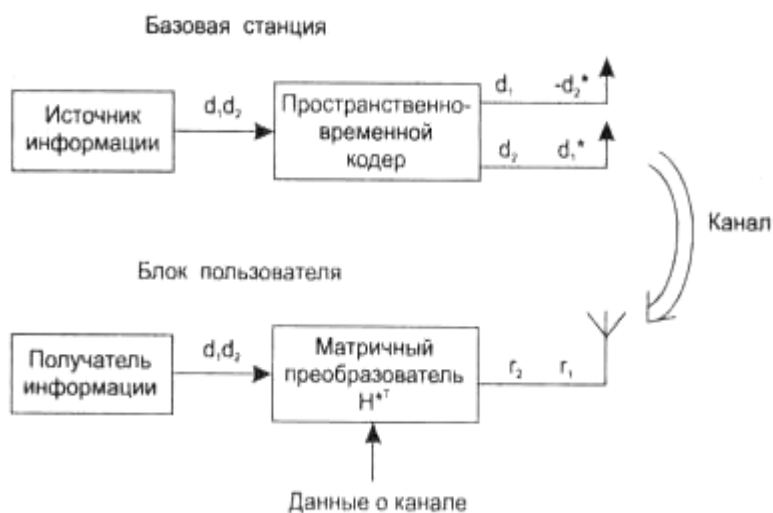 Базовая станция
Источник информации
d₁d₂
Пространственно-
временной
кодер
d₁ -d₂*
d₂ d₁*
Канал
Блок пользователя
Получатель
информации
d₁d₂
Матричный
преобразователь
H*ᵀ
r₂ r₁
Данные о канале